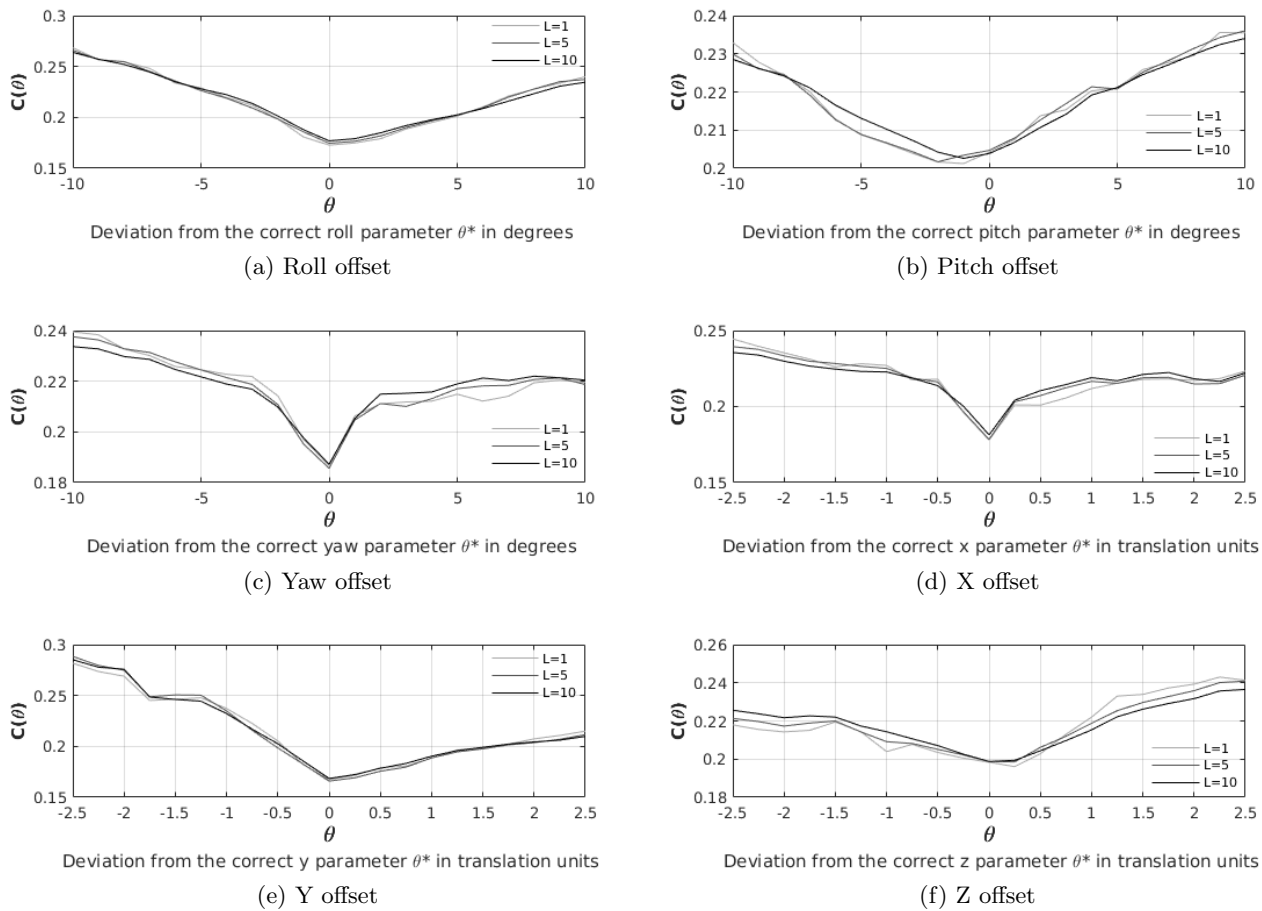 0.3
0.25
0.2
0.15
C(θ)
L=1
L=5
L=10
-10 -5 0 5 10
θ
Deviation from the correct roll parameter θ* in degrees
(a) Roll offset
0.24
0.23
0.22
0.21
0.2
C(θ)
L=1
L=5
L=10
-10 -5 0 5 10
θ
Deviation from the correct pitch parameter θ* in degrees
(b) Pitch offset
0.24
0.22
0.2
0.18
C(θ)
L=1
L=5
L=10
-10 -5 0 5 10
θ
Deviation from the correct yaw parameter θ* in degrees
(c) Yaw offset
0.25
0.2
0.15
C(θ)
L=1
L=5
L=10
-2.5 -2 -1.5 -1 -0.5 0 0.5 1 1.5 2 2.5
θ
Deviation from the correct x parameter θ* in translation units
(d) X offset
0.3
0.25
0.2
0.15
C(θ)
L=1
L=5
L=10
-2.5 -2 -1.5 -1 -0.5 0 0.5 1 1.5 2 2.5
θ
Deviation from the correct y parameter θ* in translation units
(e) Y offset
0.26
0.24
0.22
0.2
0.18
C(θ)
L=1
L=5
L=10
-2.5 -2 -1.5 -1 -0.5 0 0.5 1 1.5 2 2.5
θ
Deviation from the correct z parameter θ* in translation units
(f) Z offset